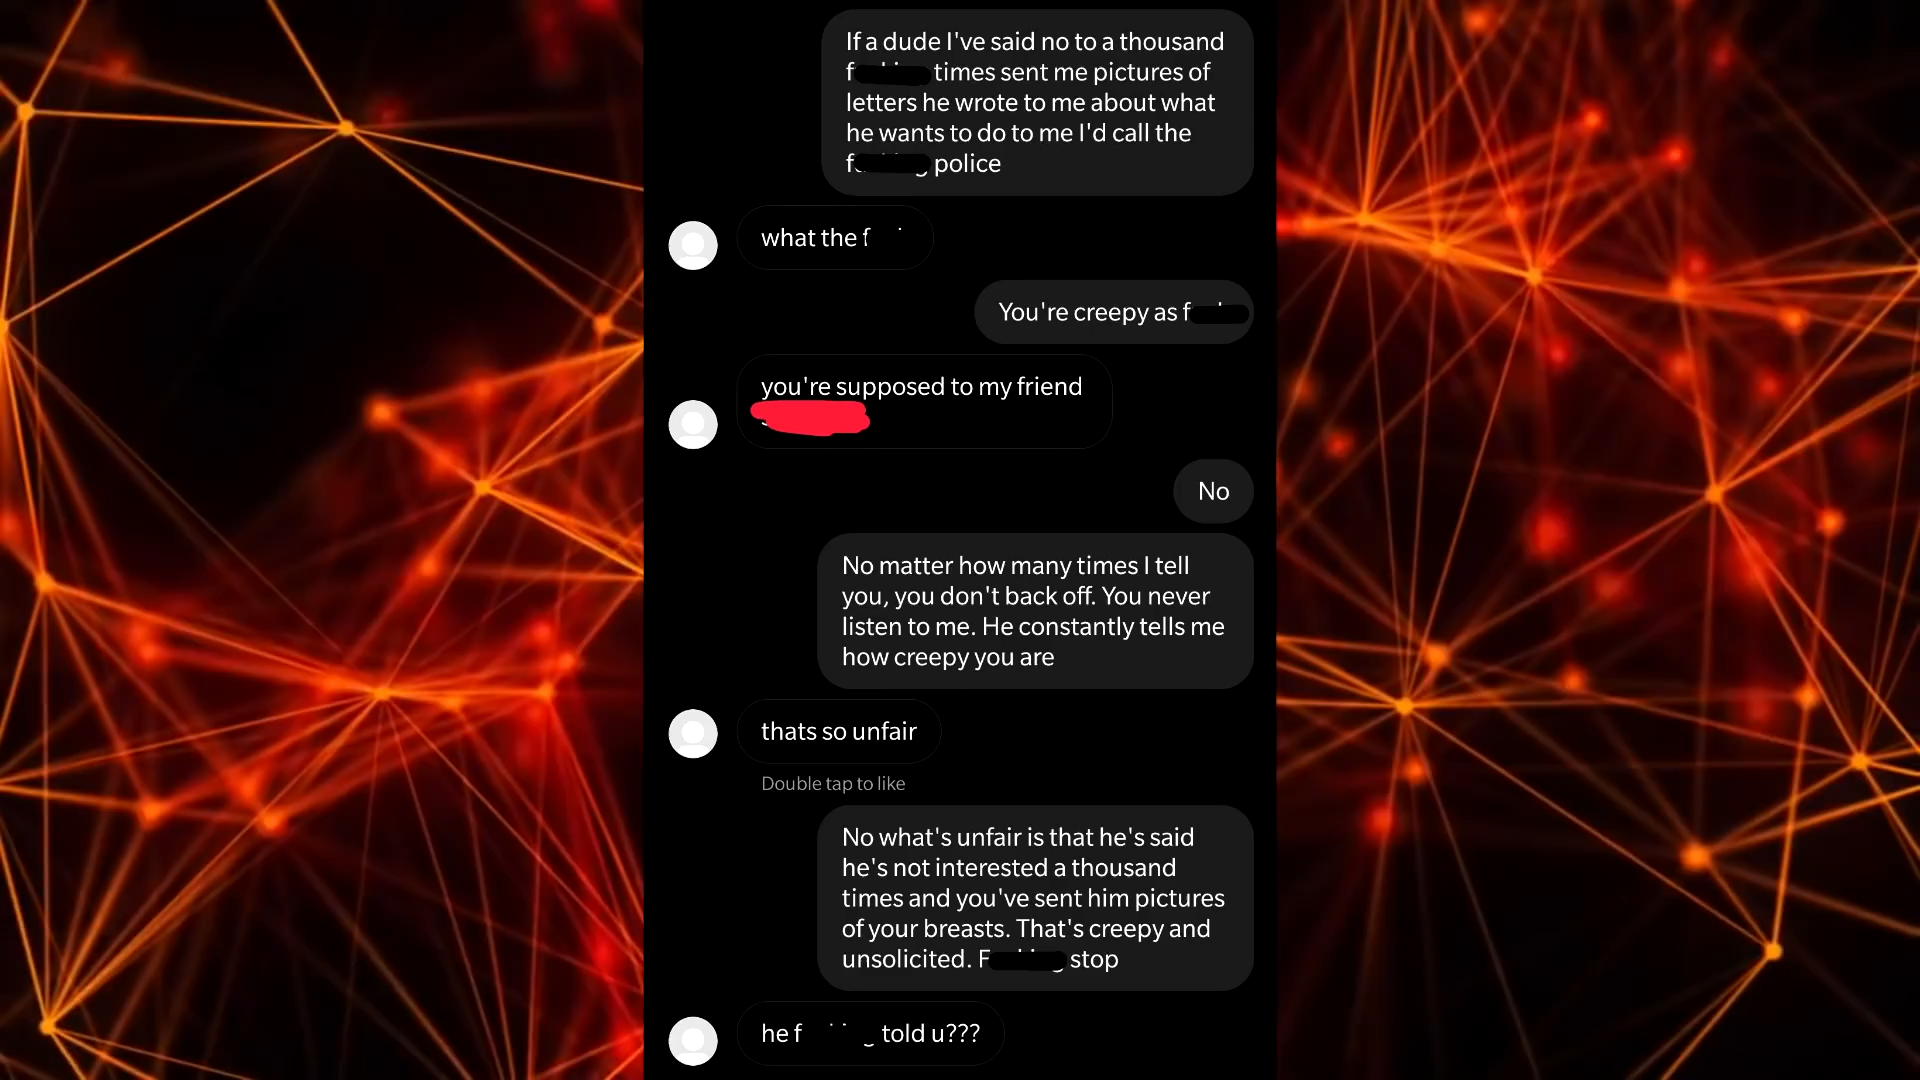 If a dude I've said no to a thousand
times sent me pictures of
letters he wrote to me about what
he wants to do to me I'd call the
police
what the
You're creepy as
you're supposed to my friend
No
No matter how many times I tell
you, you don't back off. You never
listen to me. He constantly tells me
how creepy you are
thats so unfair
Double tap to like
No what's unfair is that he's said
he's not interested a thousand
times and you've sent him pictures
of your breasts. That's creepy and
unsolicited. stop
he told u???